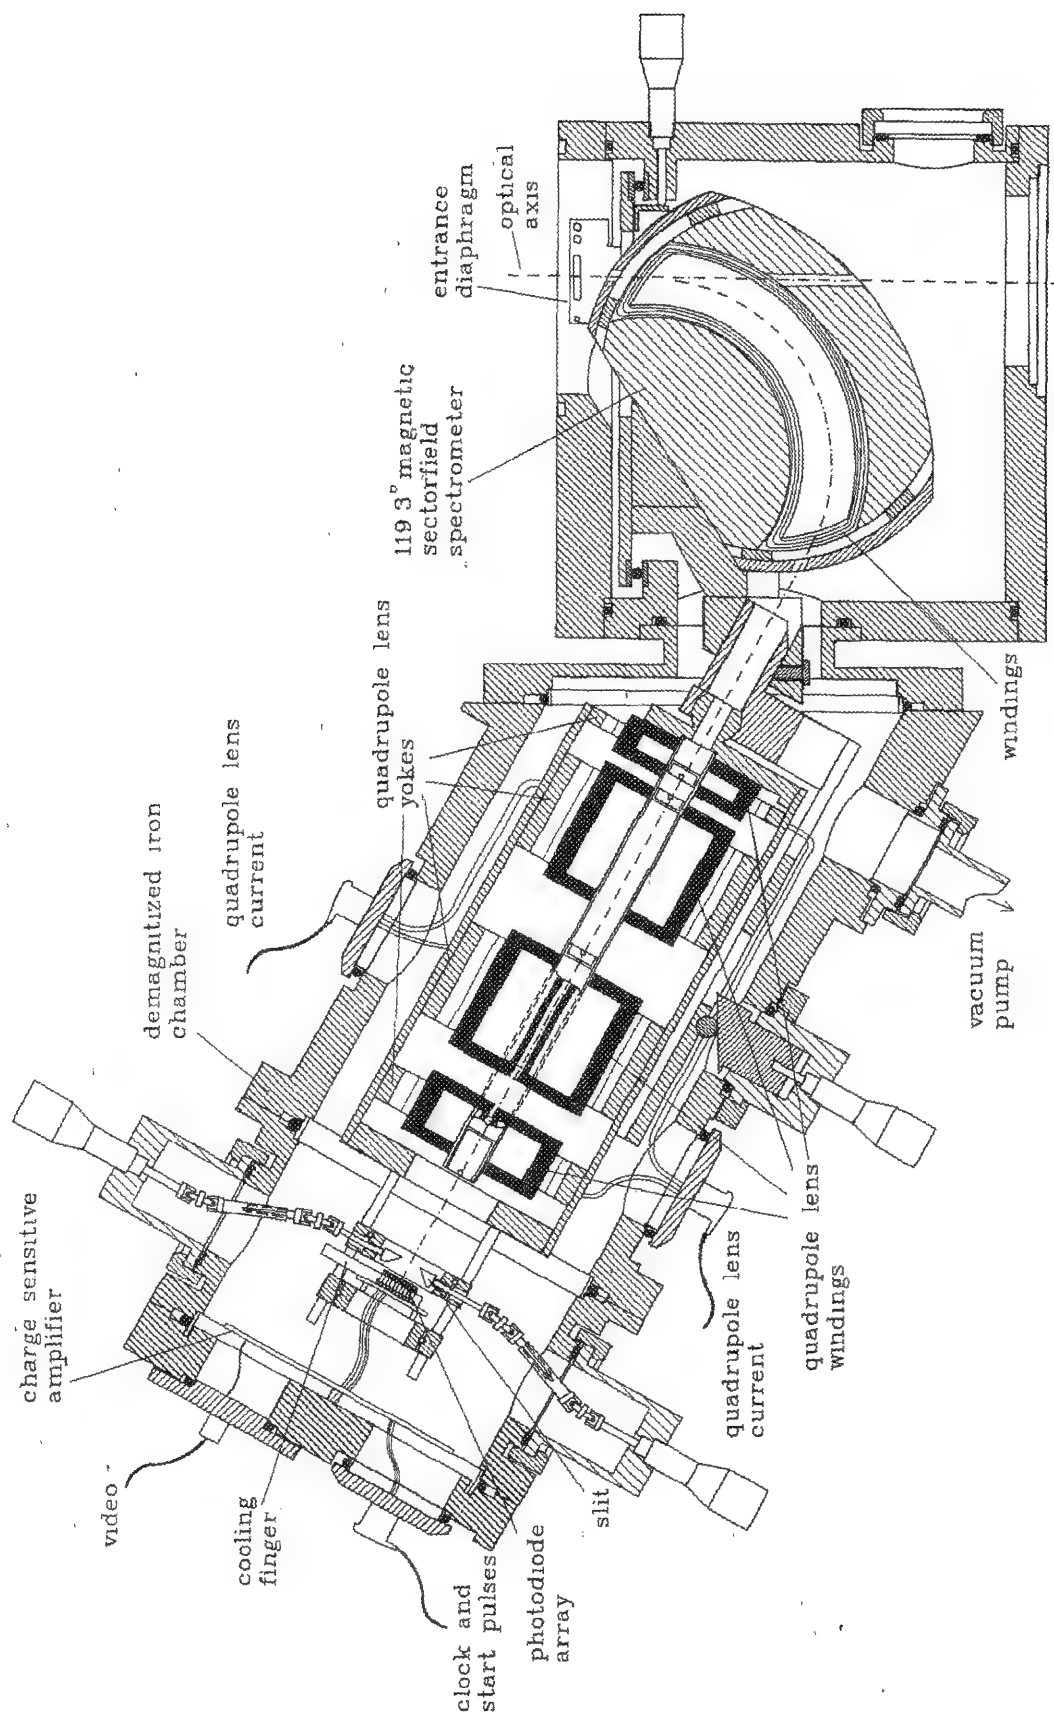 entrance
diaphragm
optical
axis
119 3° magnetic
sectorfield
spectrometer
quadrupole lens
yokes
quadrupole lens
current
demagnitized iron
chamber
charge sensitive
amplifier
video
cooling
finger
clock and
start pulses
photodiode
array
slit
quadrupole lens
current
quadrupole lens
windings
vacuum
pump
windings